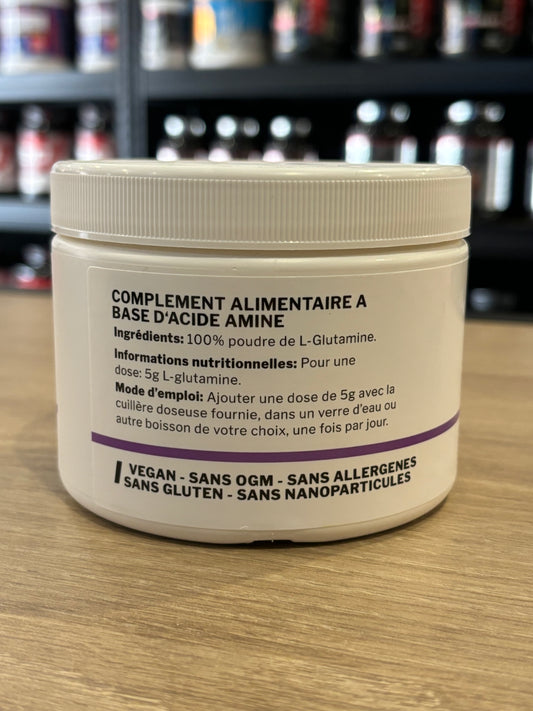 COMPLEMENT ALIMENTAIRE A
BASE D'ACIDE AMINE
Ingrédients: 100% poudre de L-Glutamine.
Informations nutritionnelles: Pour une
dose: 5g L-glutamine.
Mode d'emploi: Ajouter une dose de 5g avec la
cuillère doseuse fournie, dans un verre d'eau ou
autre boisson de votre choix, une fois par jour.
VEGAN - SANS OGM - SANS ALLERGENES
SANS GLUTEN - SANS NANOPARTICULES